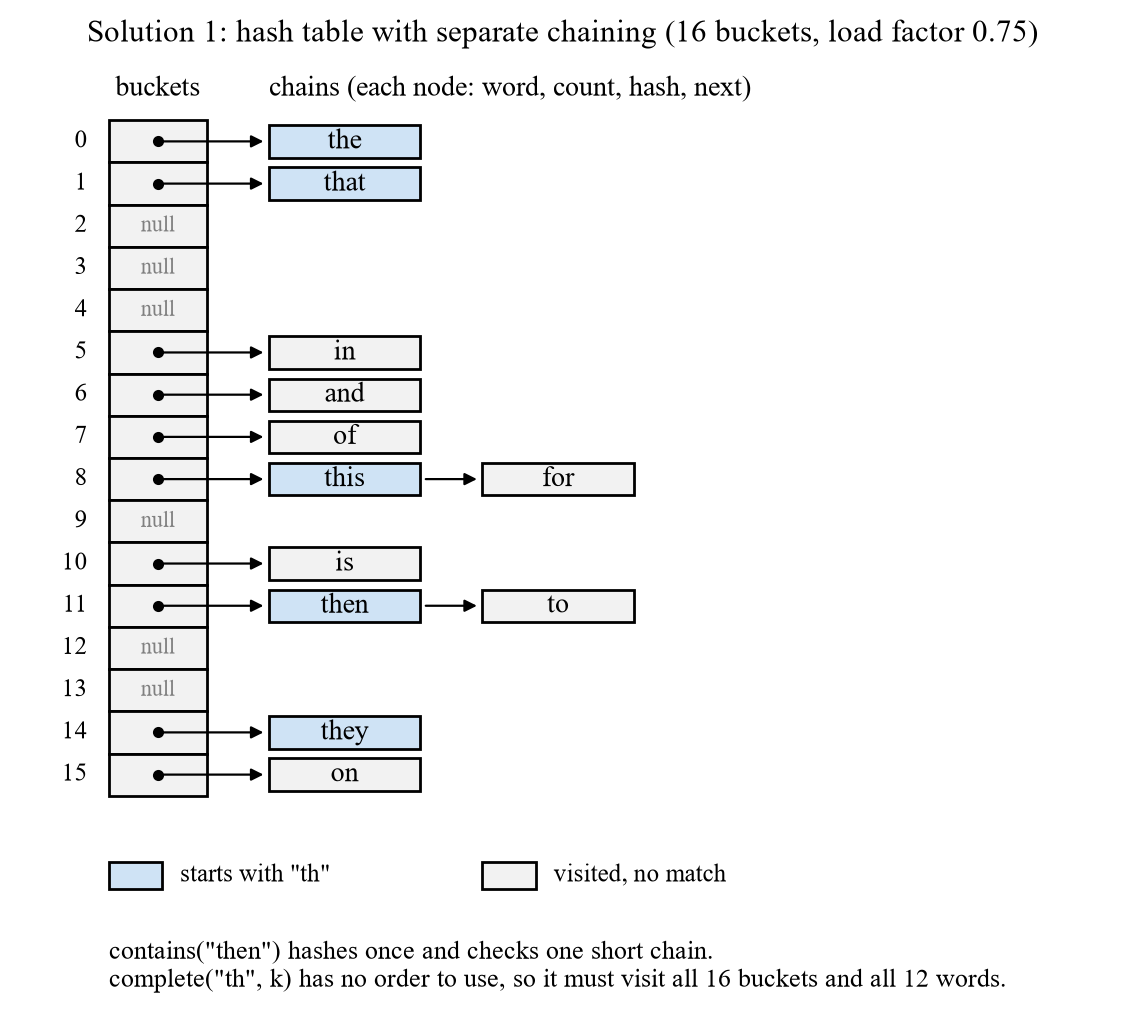 Solution 1: hash table with separate chaining (16 buckets, load factor 0.75)
buckets chains (each node: word, count, hash, next)
0 the
1 that
2 null
3 null
4 null
5 in
6 and
7 of
8 this for
9 null
10 is
11 then to
12 null
13 null
14 they
15 on
starts with "th" visited, no match
contains("then") hashes once and checks one short chain.
complete("th", k) has no order to use, so it must visit all 16 buckets and all 12 words.